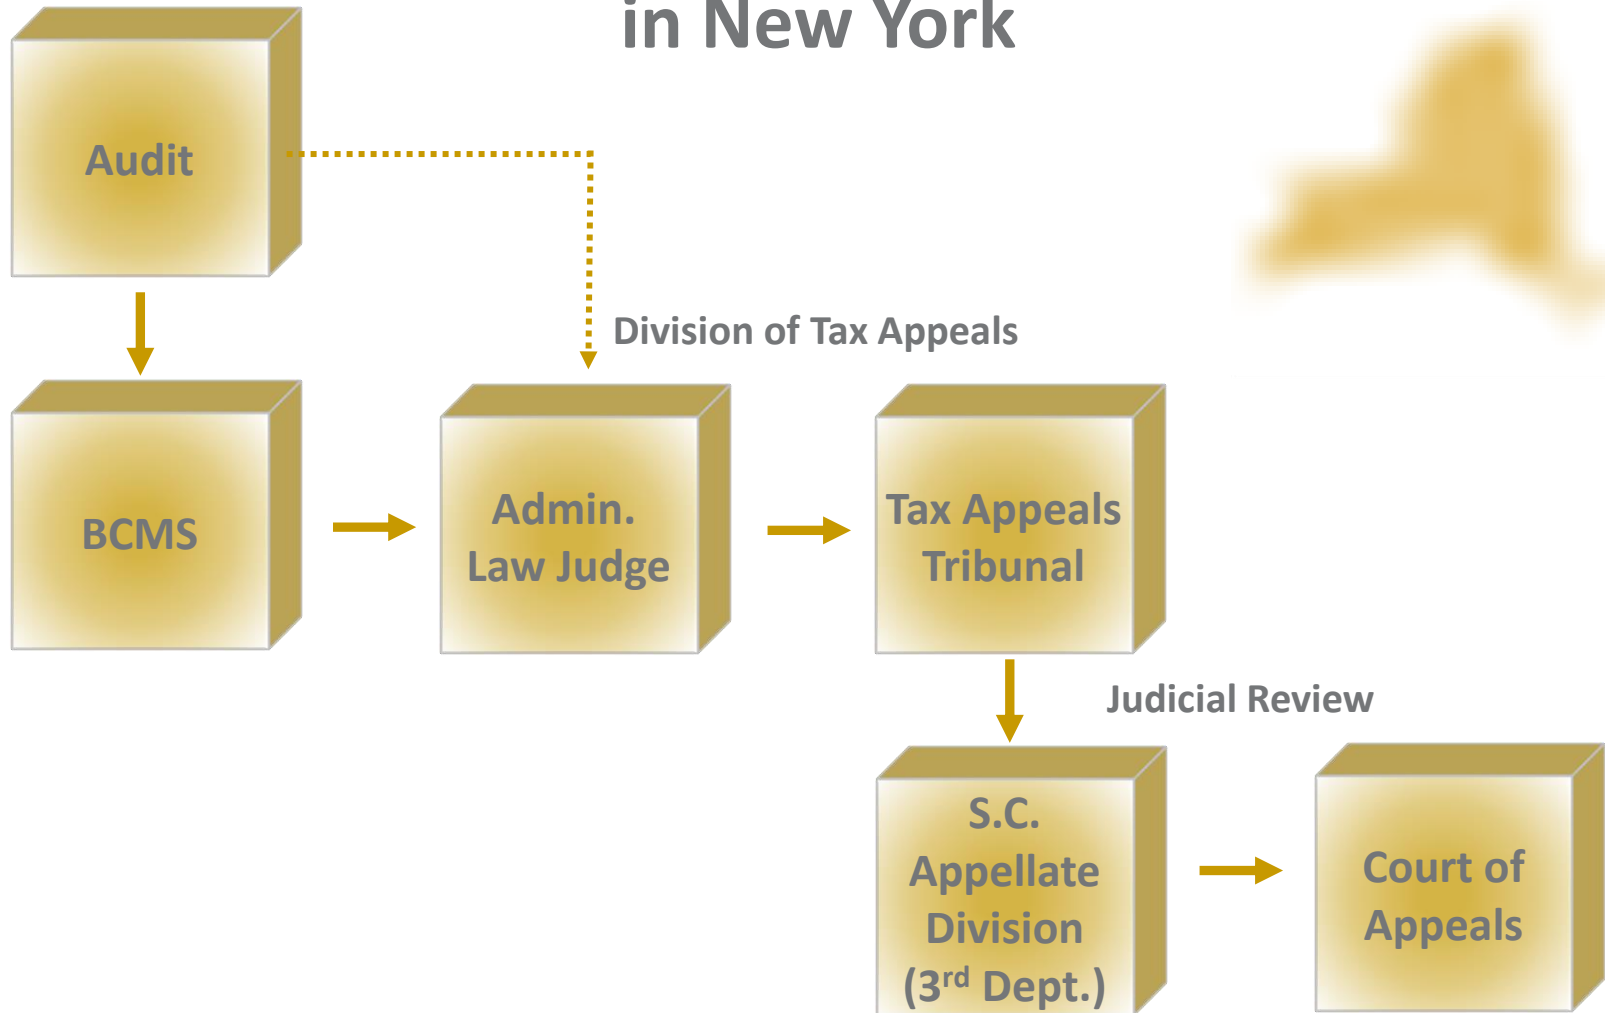 in New York
Audit
Division of Tax Appeals
BCMS
Admin.
Law Judge
Tax Appeals
Tribunal
Judicial Review
S.C.
Appellate
Division
(3rd Dept.)
Court of
Appeals